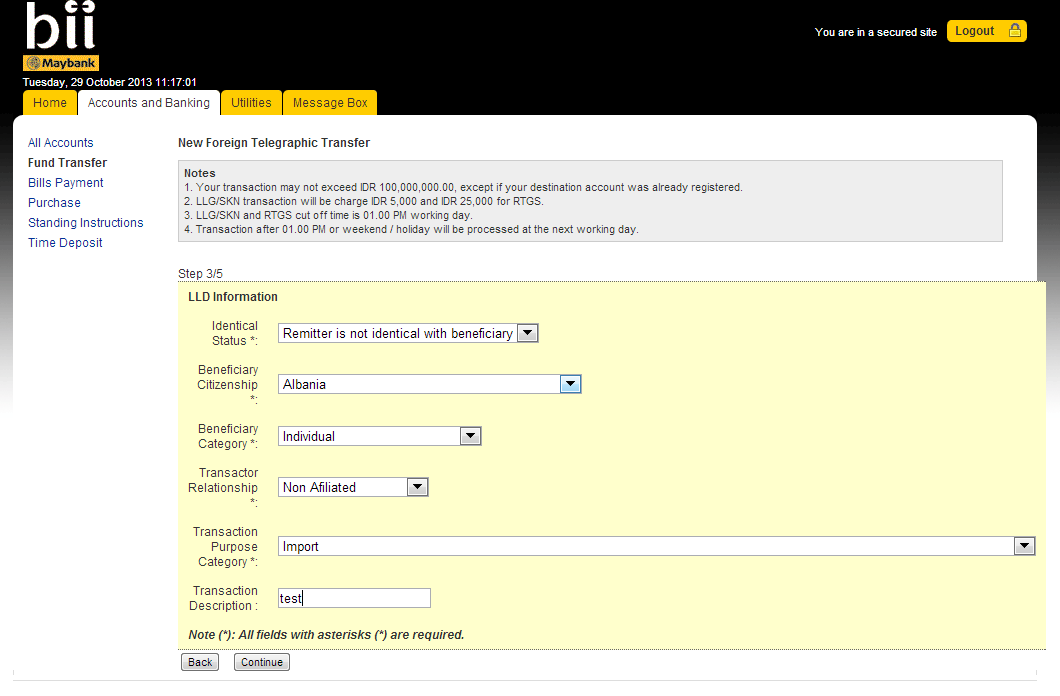 bii
Maybank
You are in a secured site
Logout
Tuesday, 29 October 2013 11:17:01
Home
Accounts and Banking
Utilities
Message Box
All Accounts
Fund Transfer
Bills Payment
Purchase
Standing Instructions
Time Deposit
New Foreign Telegraphic Transfer
Notes
1. Your transaction may not exceed IDR 100,000,000.00, except if your destination account was already registered.
2. LLG/SKN transaction will be charge IDR 5,000 and IDR 25,000 for RTGS.
3. LLG/SKN and RTGS cut off time is 01.00 PM working day.
4. Transaction after 01.00 PM or weekend / holiday will be processed at the next working day.
Step 3/5
LLD Information
Identical
Status *:
Remitter is not identical with beneficiary
Beneficiary
Citizenship
*:
Albania
Beneficiary
Category *:
Individual
Transactor
Relationship
*:
Non Afiliated
Transaction
Purpose
Category *:
Import
Transaction
Description :
test
Note (*): All fields with asterisks (*) are required.
Back
Continue